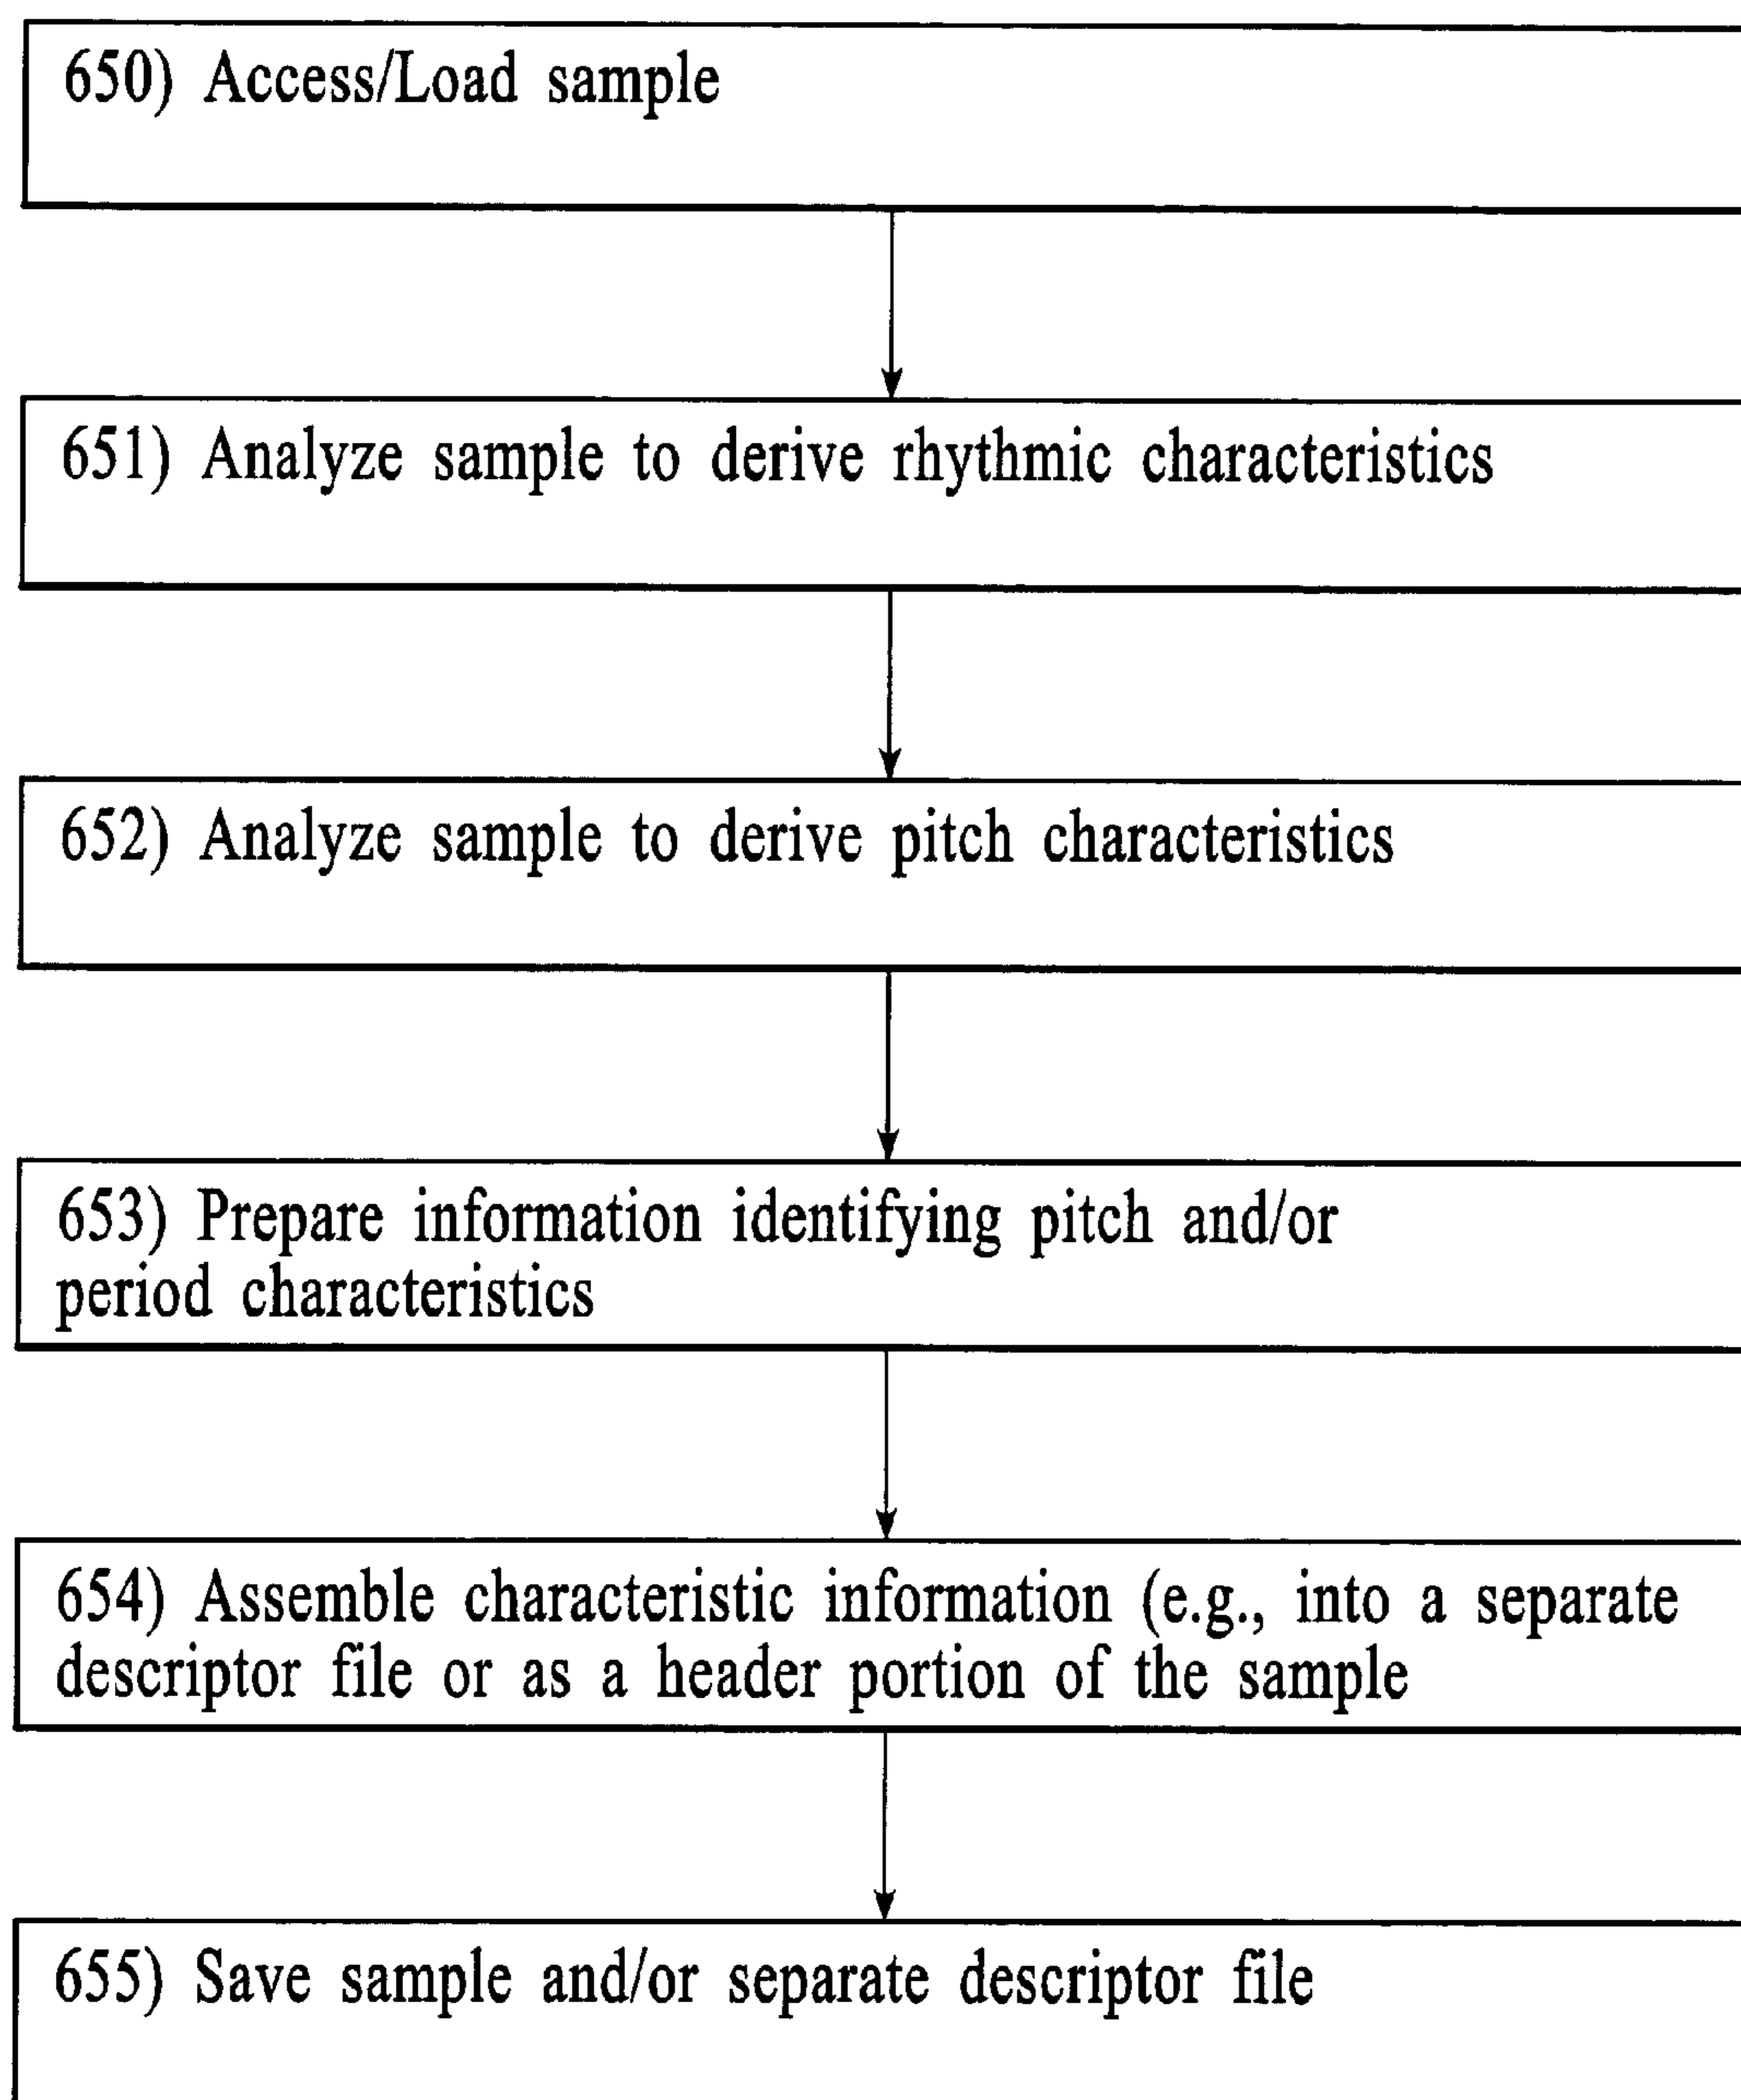 650) Access/Load sample
651) Analyze sample to derive rhythmic characteristics
652) Analyze sample to derive pitch characteristics
653) Prepare information identifying pitch and/or
period characteristics
654) Assemble characteristic information (e.g., into a separate
descriptor file or as a header portion of the sample
655) Save sample and/or separate descriptor file